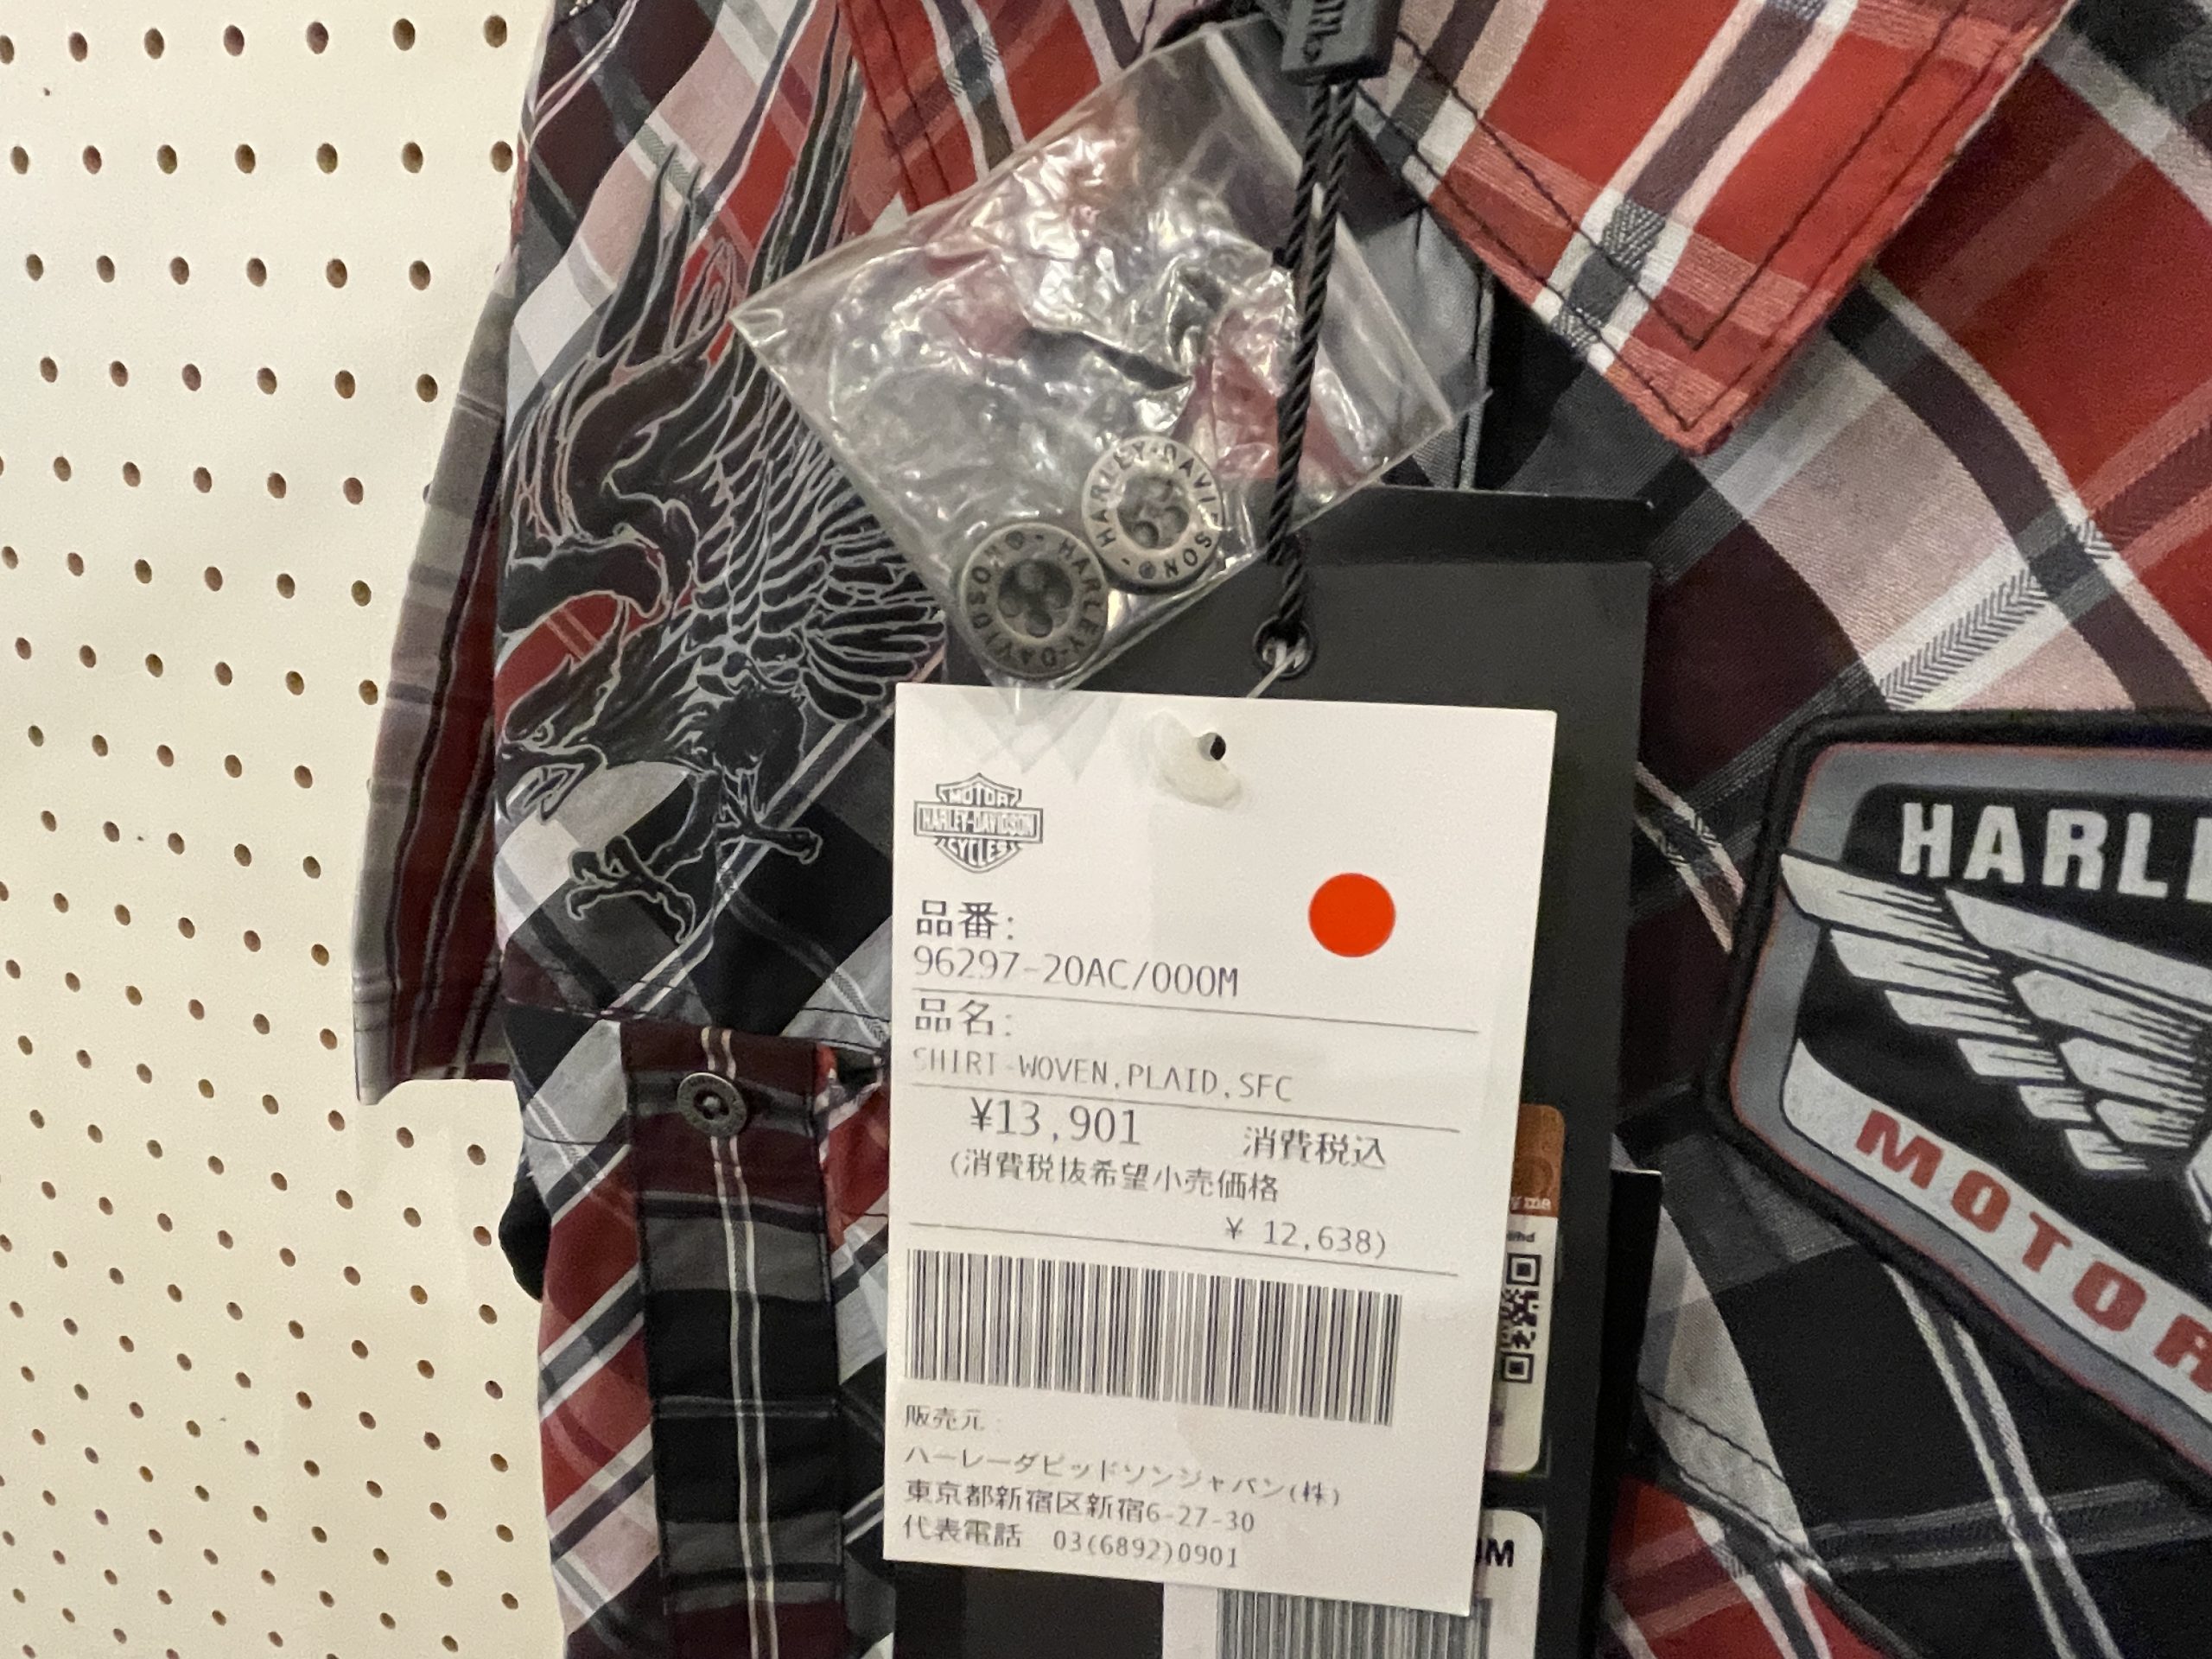 HARLEY-DAVIDSON®
HARLEY-DAVIDSON®
HARLE
MOTOR
MOTOR
HARLEY-DAVIDSON
CYCLES
品番:
96297-20AC/000M
品名:
SHIRT-WOVEN,PLAID,SFC
¥13,901 消費税込
(消費税抜希望小売価格
¥ 12,638)
販売元:
ハーレーダビッドソンジャパン(株)
東京都新宿区新宿6-27-30
代表電話 03(6892)0901